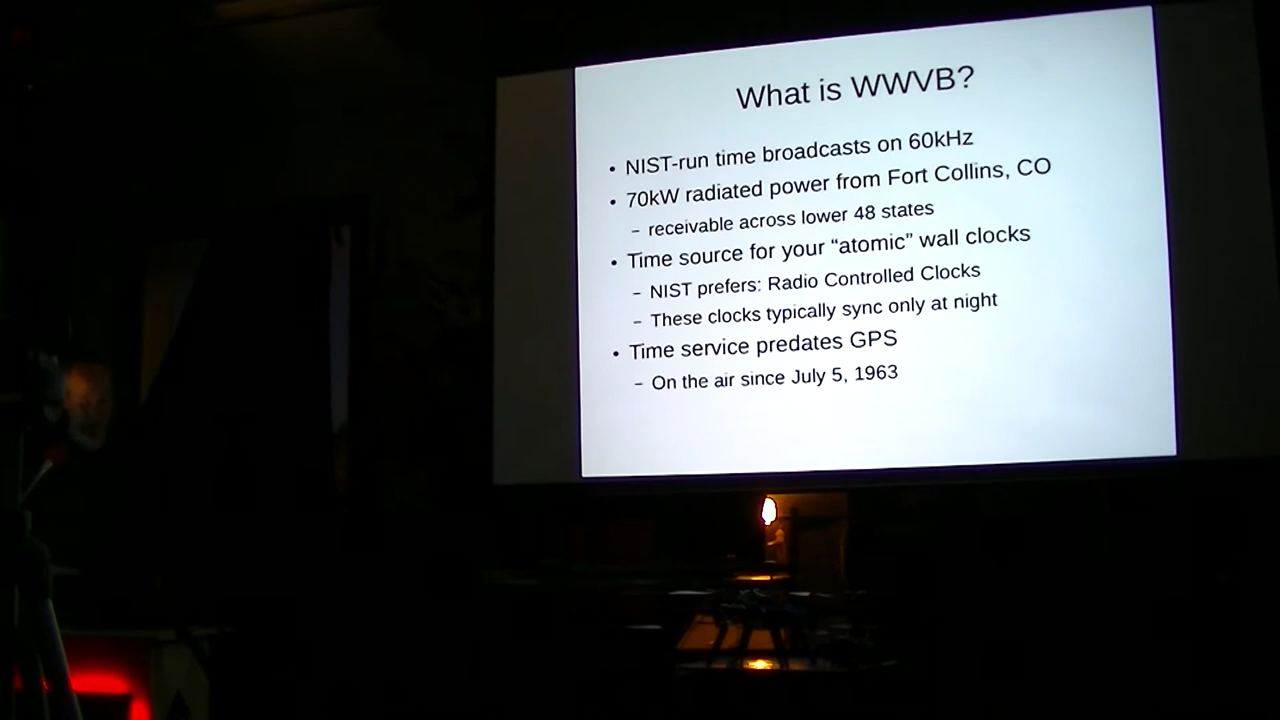 What is WWVB?
• NIST-run time broadcasts on 60kHz
• 70kW radiated power from Fort Collins, CO
– receivable across lower 48 states
• Time source for your “atomic” wall clocks
– NIST prefers: Radio Controlled Clocks
– These clocks typically sync only at night
• Time service predates GPS
– On the air since July 5, 1963